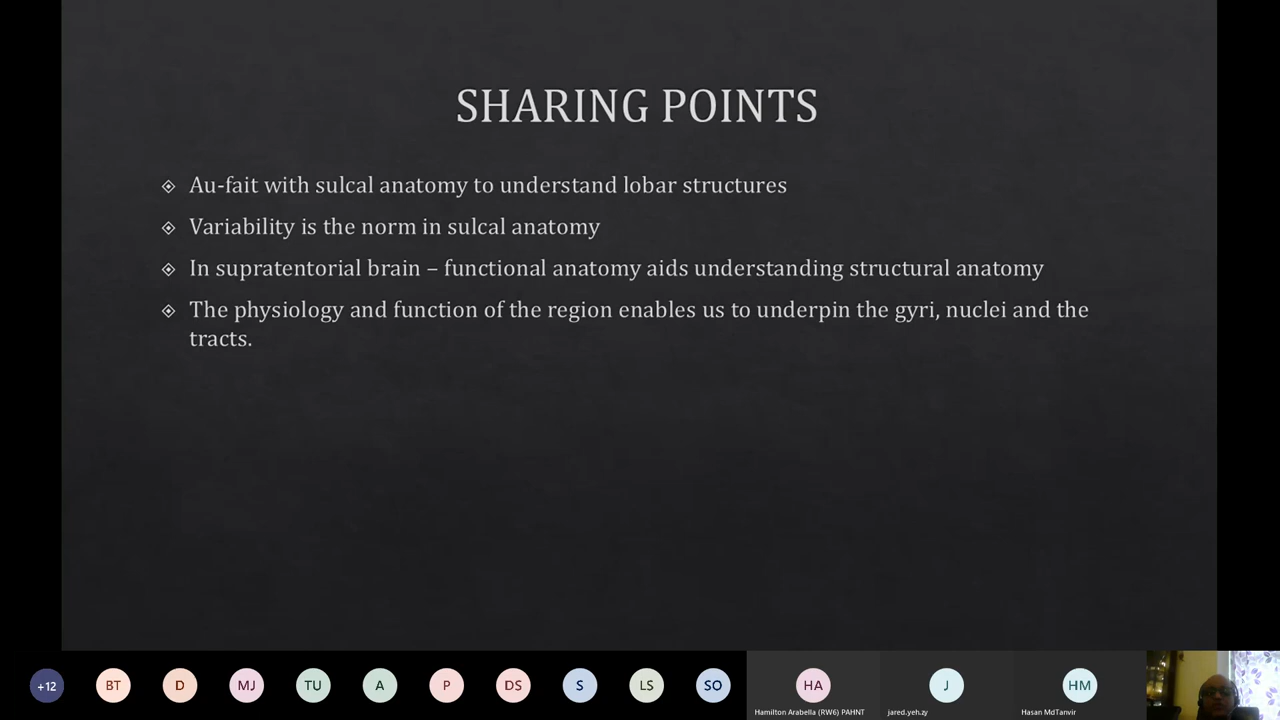 SHARING POINTS
Au-fait with sulcal anatomy to understand lobar structures
Variability is the norm in sulcal anatomy
In supratentorial brain – functional anatomy aids understanding structural anatomy
The physiology and function of the region enables us to underpin the gyri, nuclei and the
tracts.
+12 BT D MJ TU A P DS S LS SO HA J HM
Hamilton Arabella (RW6) PAHNT jared.yeh.zy Hasan MdTanvir